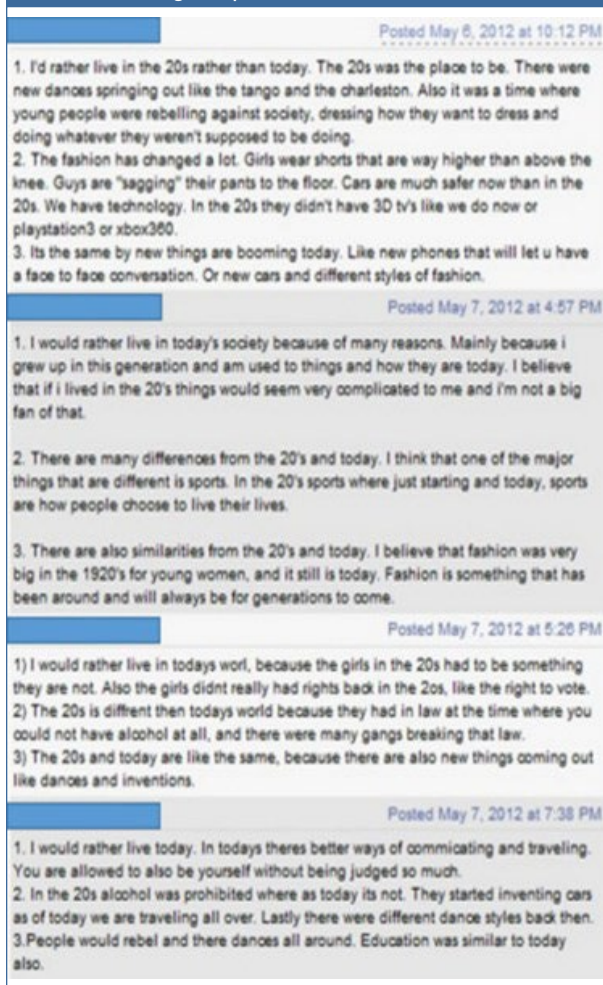 Posted May 6, 2012 at 10:12 PM
1. I'd rather live in the 20s rather than today. The 20s was the place to be. There were
new dances springing out like the tango and the charleston. Also it was a time where
young people were rebelling against society, dressing how they want to dress and
doing whatever they weren't supposed to be doing.
2. The fashion has changed a lot. Girls wear shorts that are way higher than above the
knee. Guys are "sagging" their pants to the floor. Cars are much safer now than in the
20s. We have technology. In the 20s they didn't have 3D tv's like we do now or
playstation3 or xbox360.
3. Its the same by new things are booming today. Like new phones that will let u have
a face to face conversation. Or new cars and different styles of fashion.
Posted May 7, 2012 at 4:57 PM
1. I would rather live in today's society because of many reasons. Mainly because i
grew up in this generation and am used to things and how they are today. I believe
that if i lived in the 20's things would seem very complicated to me and i'm not a big
fan of that.
2. There are many differences from the 20's and today. I think that one of the major
things that are different is sports. In the 20's sports where just starting and today, sports
are how people choose to live their lives.
3. There are also similarities from the 20's and today. I believe that fashion was very
big in the 1920's for young women, and it still is today. Fashion is something that has
been around and will always be for generations to come.
Posted May 7, 2012 at 5:26 PM
1) I would rather live in todays worl, because the girls in the 20s had to be something
they are not. Also the girls didnt really had rights back in the 2os, like the right to vote.
2) The 20s is diffrent then todays world because they had in law at the time where you
could not have alcohol at all, and there were many gangs breaking that law.
3) The 20s and today are like the same, because there are also new things coming out
like dances and inventions.
Posted May 7, 2012 at 7:38 PM
1. I would rather live today. In todays theres better ways of commicating and traveling.
You are allowed to also be yourself without being judged so much.
2. In the 20s alcohol was prohibited where as today its not. They started inventing cars
as of today we are traveling all over. Lastly there were different dance styles back then.
3.People would rebel and there dances all around. Education was similar to today
also.